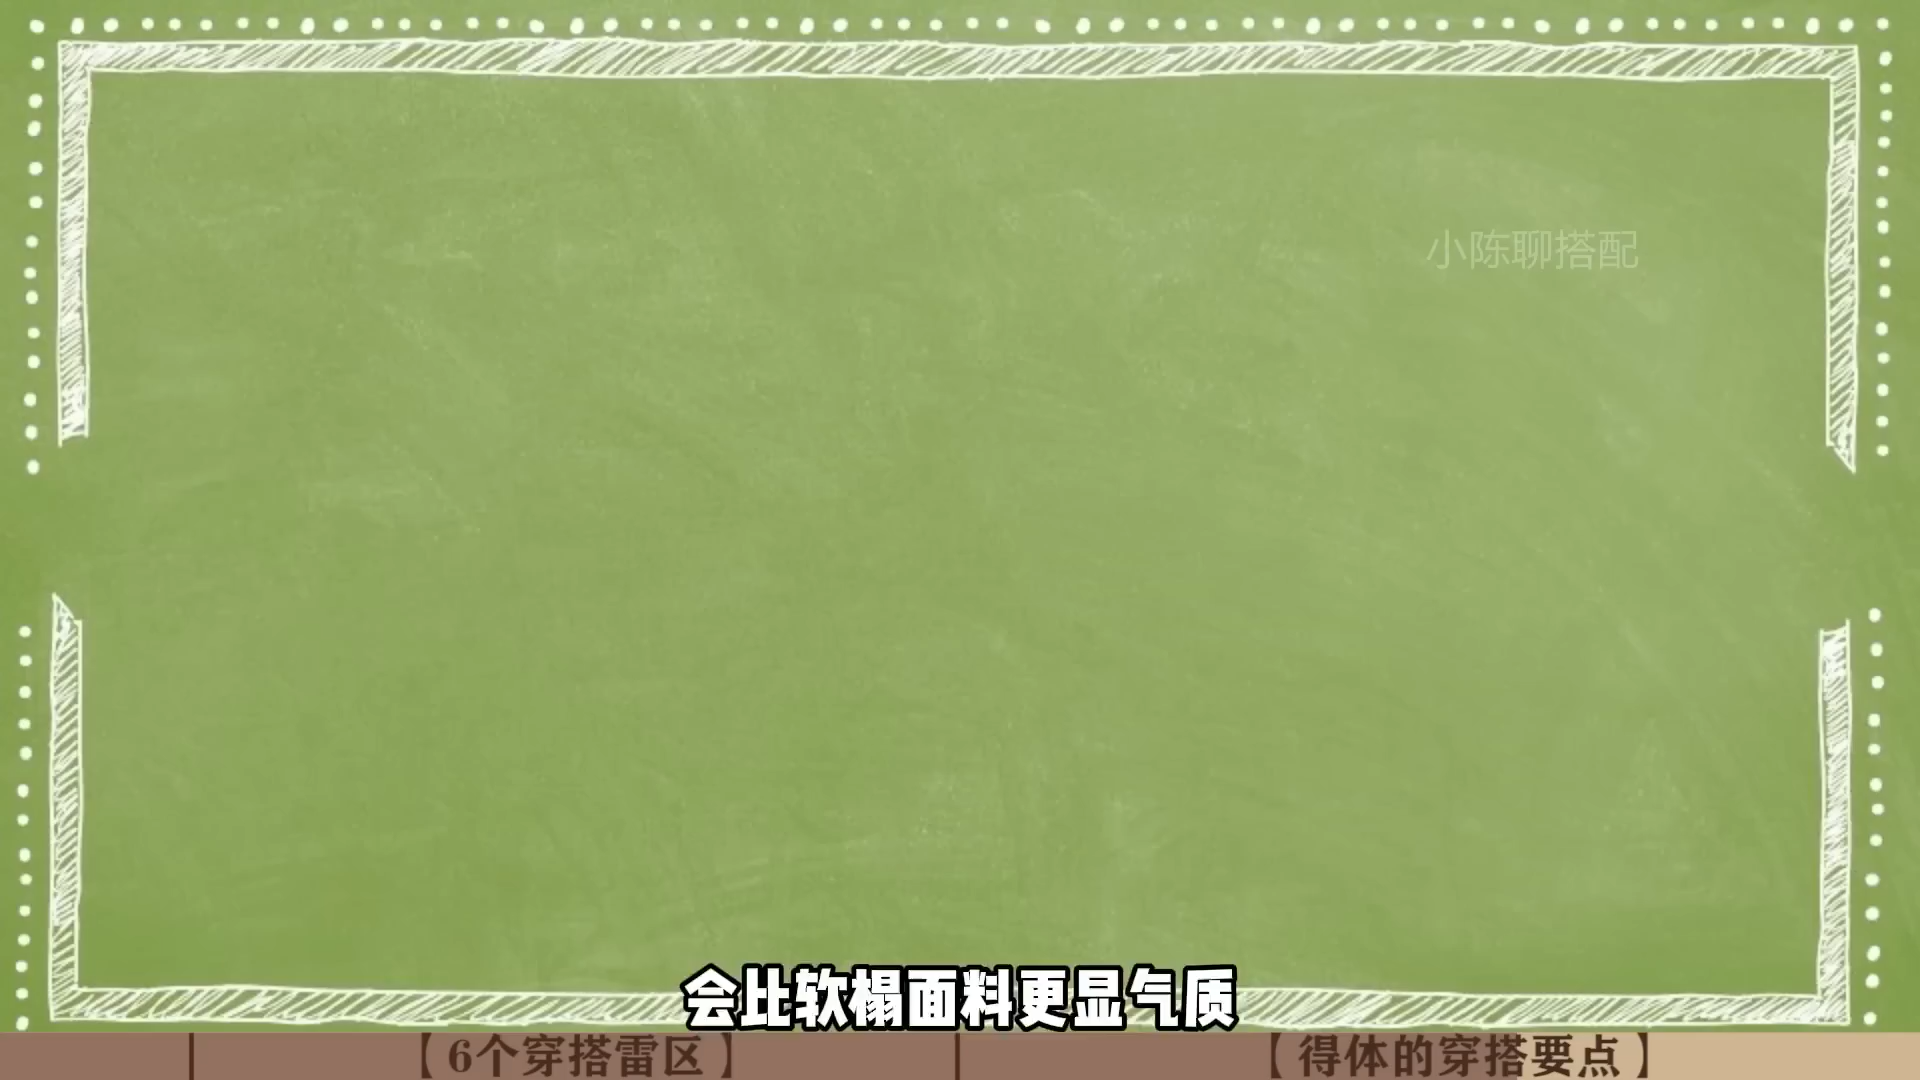 小陈聊搭配
会比软榻面料更显气质
【6个穿搭雷区】
【得体的穿搭要点】